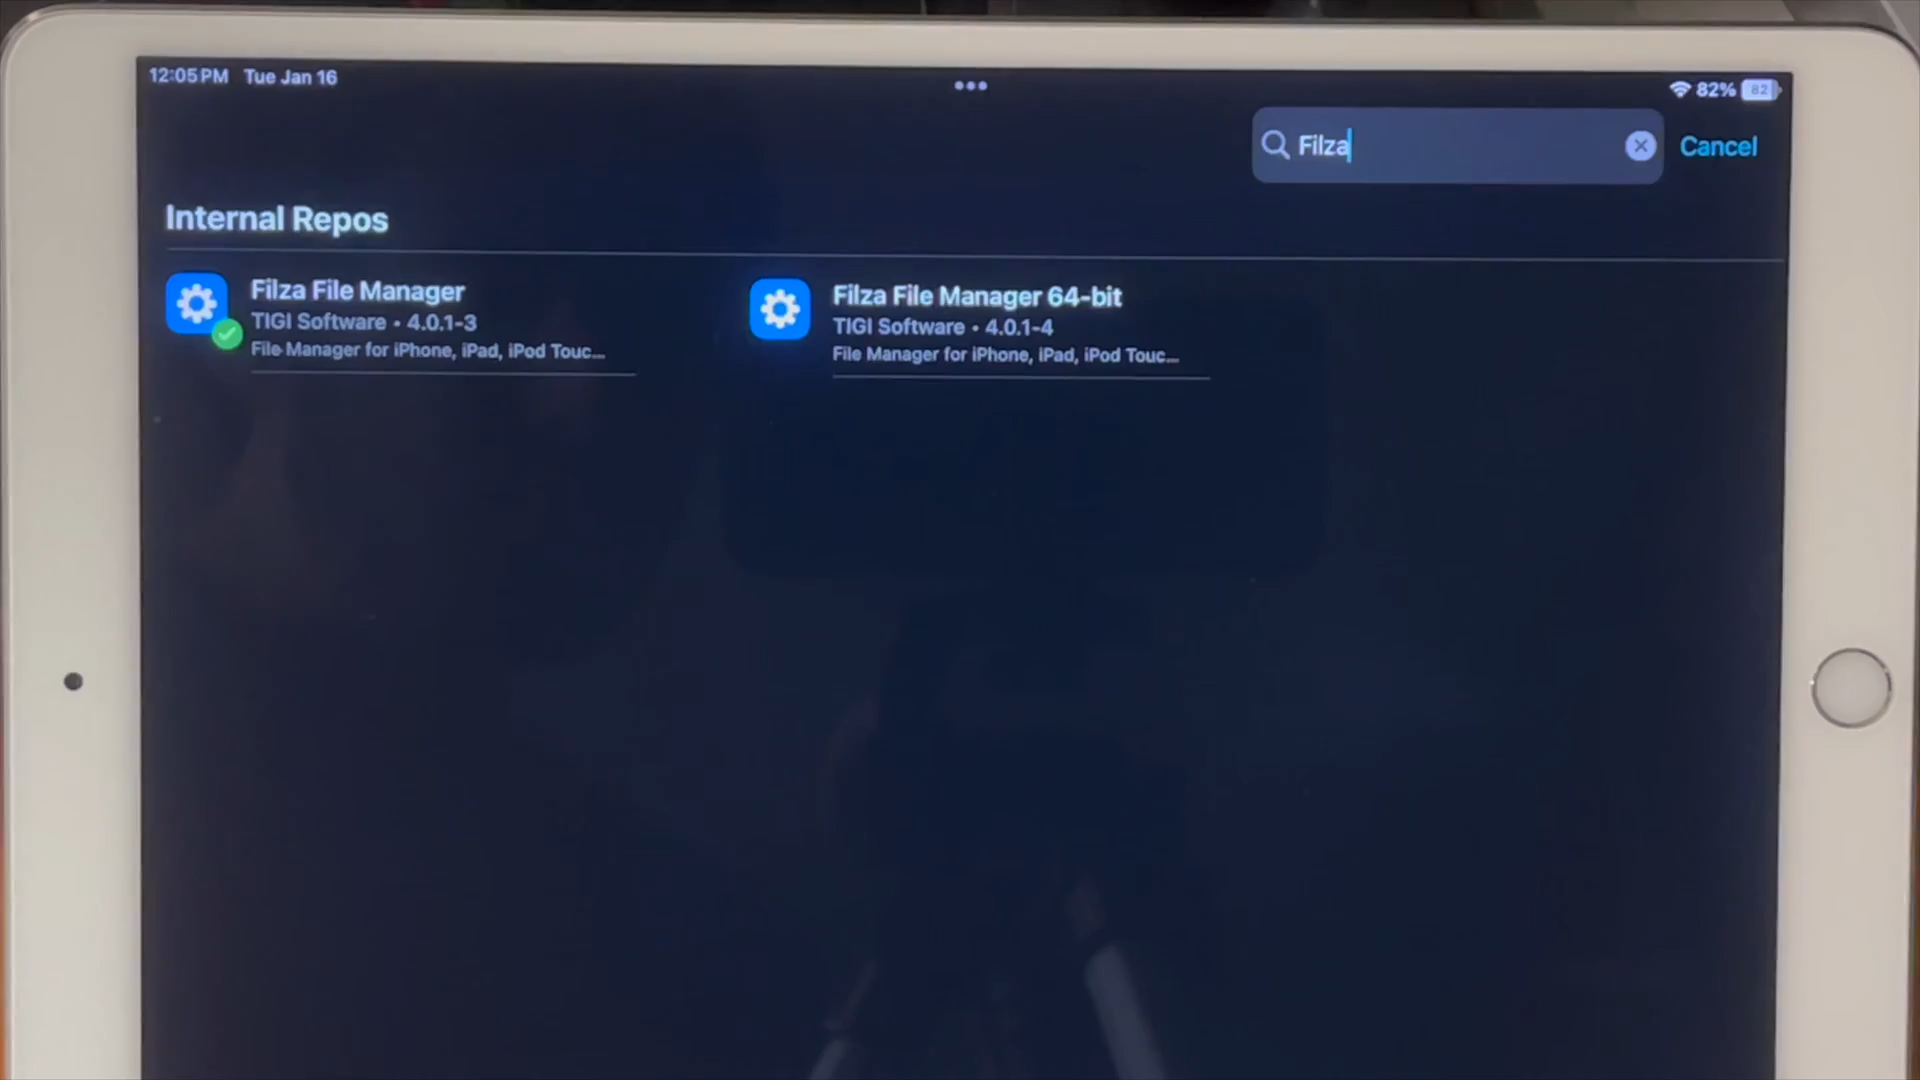 12:05 PM Tue Jan 16
82% 82
Filza
Cancel
Internal Repos
Filza File Manager
TIGI Software • 4.0.1-3
File Manager for iPhone, iPad, iPod Touc...
Filza File Manager 64-bit
TIGI Software • 4.0.1-4
File Manager for iPhone, iPad, iPod Touc...